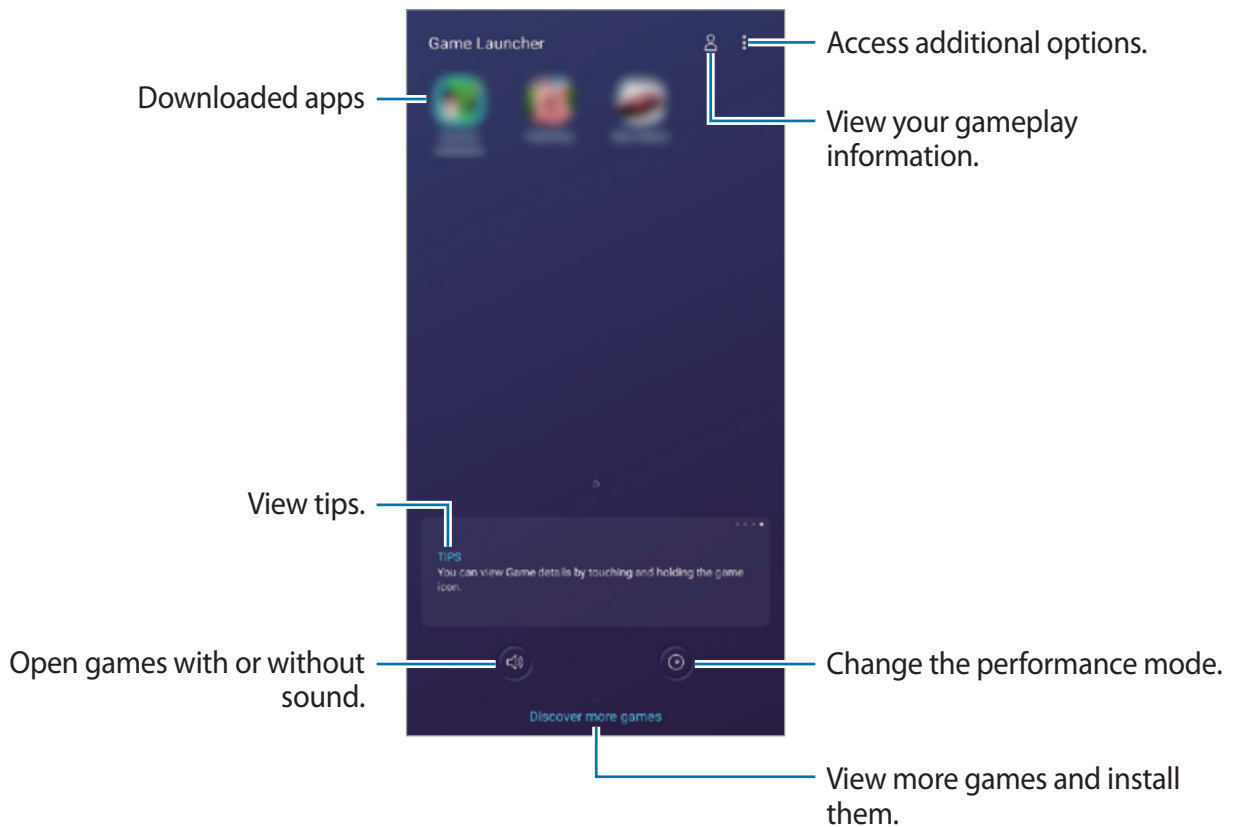 Game Launcher
Access additional options.
Downloaded apps
View your gameplay
information.
View tips.
TIPS
You can view Game details by touching and holding the game
icon.
Open games with or without
sound.
Change the performance mode.
Discover more games
View more games and install
them.